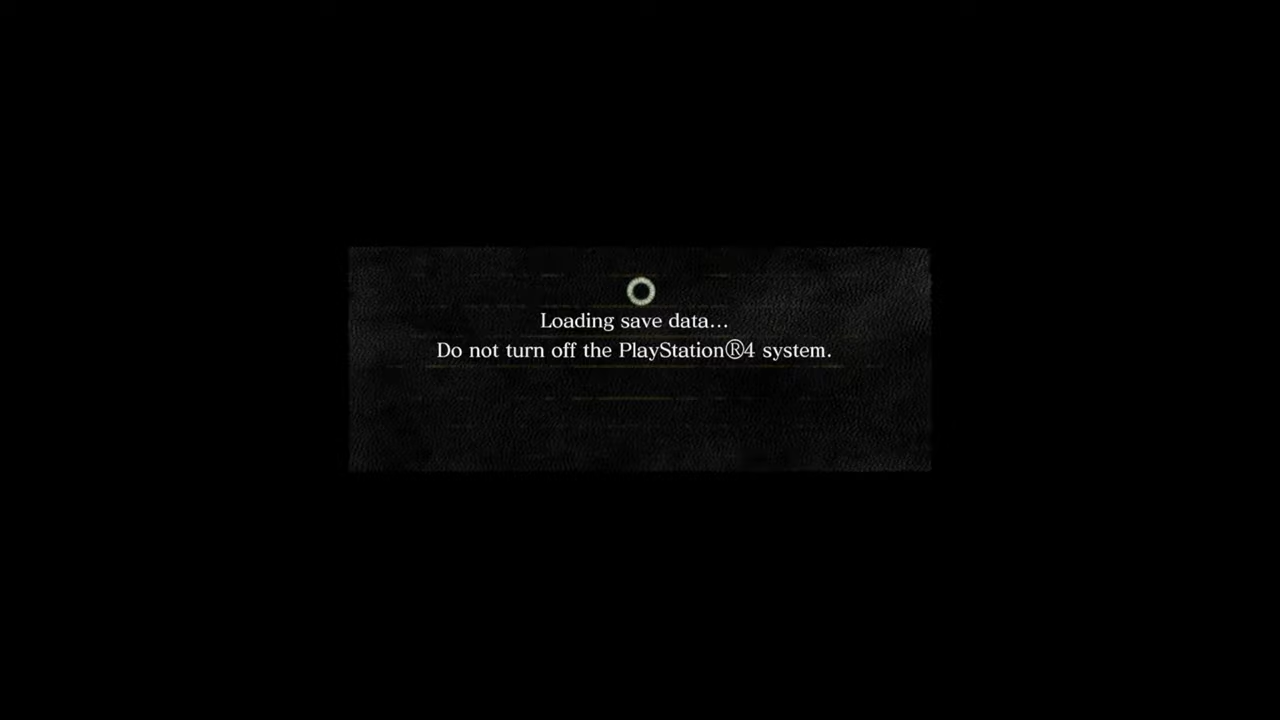 Loading save data...
Do not turn off the PlayStation®4 system.